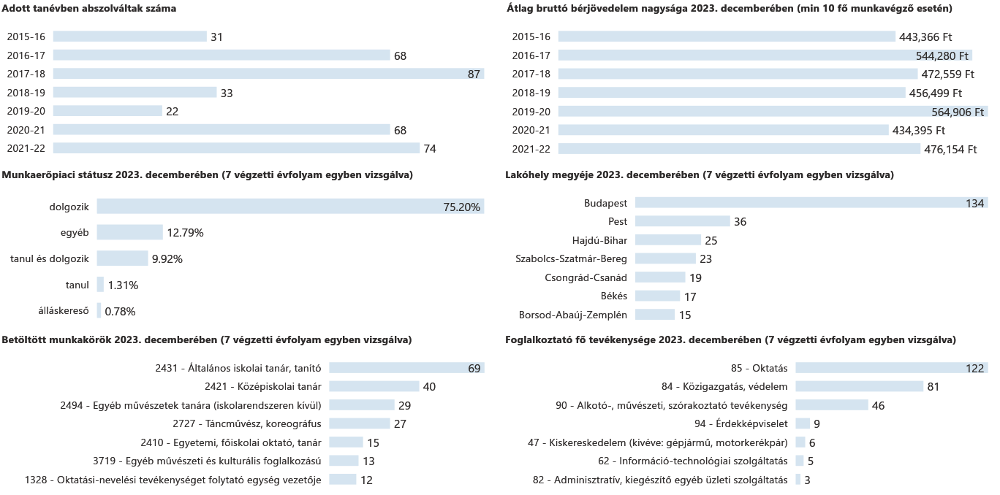 Adott tanévben abszolváltak száma
2015-16 31
2016-17 68
2017-18 87
2018-19 33
2019-20 22
2020-21 68
2021-22 74
Átlag bruttó bérjövedelem nagysága 2023. decemberében (min 10 fő munkavégző esetén)
2015-16 443,366 Ft
2016-17 544,280 Ft
2017-18 472,559 Ft
2018-19 456,499 Ft
2019-20 564,906 Ft
2020-21 434,395 Ft
2021-22 476,154 Ft
Munkaerőpiaci státusz 2023. decemberében (7 végzetti évfolyam egyben vizsgálva)
dolgozik 75.20%
egyéb 12.79%
tanul és dolgozik 9.92%
tanul 1.31%
álláskereső 0.78%
Lakóhely megyéje 2023. decemberében (7 végzetti évfolyam egyben vizsgálva)
Budapest 134
Pest 36
Hajdú-Bihar 25
Szabolcs-Szatmár-Bereg 23
Csongrád-Csanád 19
Békés 17
Borsod-Abaúj-Zemplén 15
Betöltött munkakörök 2023. decemberében (7 végzetti évfolyam egyben vizsgálva)
2431 - Általános iskolai tanár, tanító 69
2421 - Középiskolai tanár 40
2494 - Egyéb művészetek tanára (iskolarendszeren kívül) 29
2727 - Táncművész, koreográfus 27
2410 - Egyetemi, főiskolai oktató, tanár 15
3719 - Egyéb művészeti és kulturális foglalkozású 13
1328 - Oktatási-nevelési tevékenységet folytató egység vezetője 12
Foglalkoztató fő tevékenysége 2023. decemberében (7 végzetti évfolyam egyben vizsgálva)
85 - Oktatás 122
84 - Közigazgatás, védelem 81
90 - Alkotó-, művészeti, szórakoztató tevékenység 46
94 - Érdekképviselet 9
47 - Kiskereskedelem (kivéve: gépjármű, motorkerékpár) 6
62 - Információ-technológiai szolgáltatás 5
82 - Adminisztratív, kiegészítő egyéb üzleti szolgáltatás 3